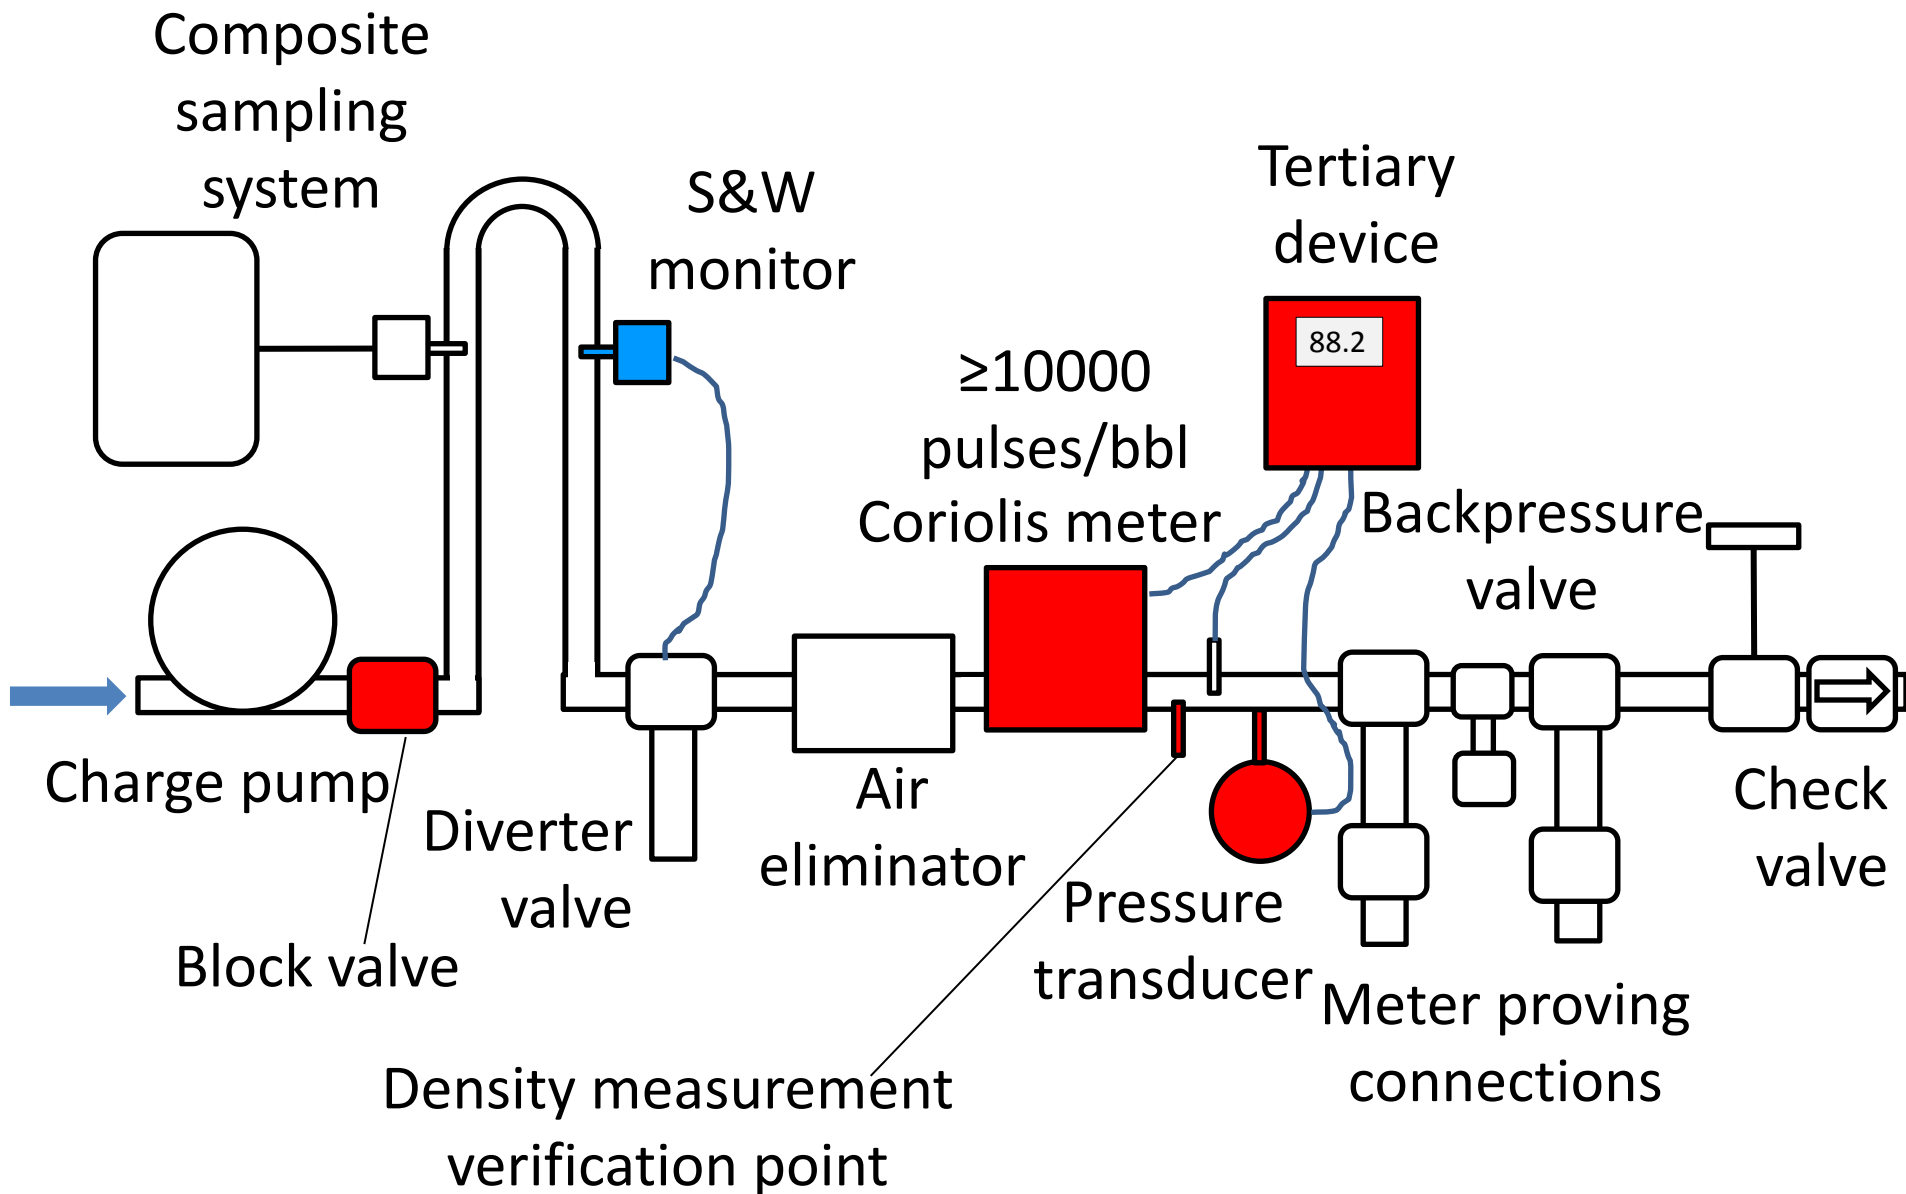 Composite
sampling
system
S&W
monitor
Tertiary
device
88.2
≥10000
pulses/bbl
Coriolis meter
Backpressure
valve
Charge pump
Diverter
valve
Block valve
Air
eliminator
Pressure
transducer
Check
valve
Meter proving
connections
Density measurement
verification point